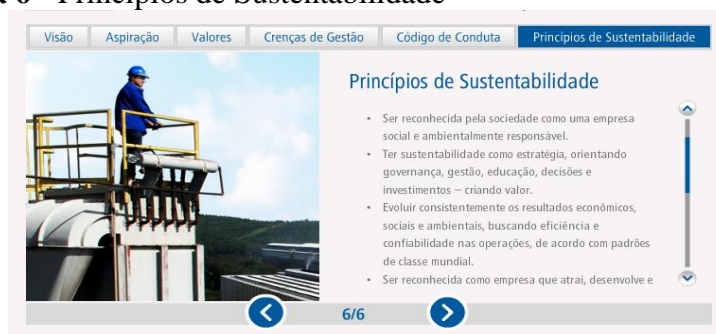 Princípios de Sustentabilidade
Visão
Aspiração
Valores
Crenças de Gestão
Código de Conduta
Princípios de Sustentabilidade
Princípios de Sustentabilidade
• Ser reconhecida pela sociedade como uma empresa
social e ambientalmente responsável.
• Ter sustentabilidade como estratégia, orientando
governança, gestão, educação, decisões e
investimentos – criando valor.
• Evoluir consistentemente os resultados econômicos,
sociais e ambientais, buscando eficiência e
confiabilidade nas operações, de acordo com padrões
de classe mundial.
• Ser reconhecida como empresa que atrai, desenvolve e
6/6